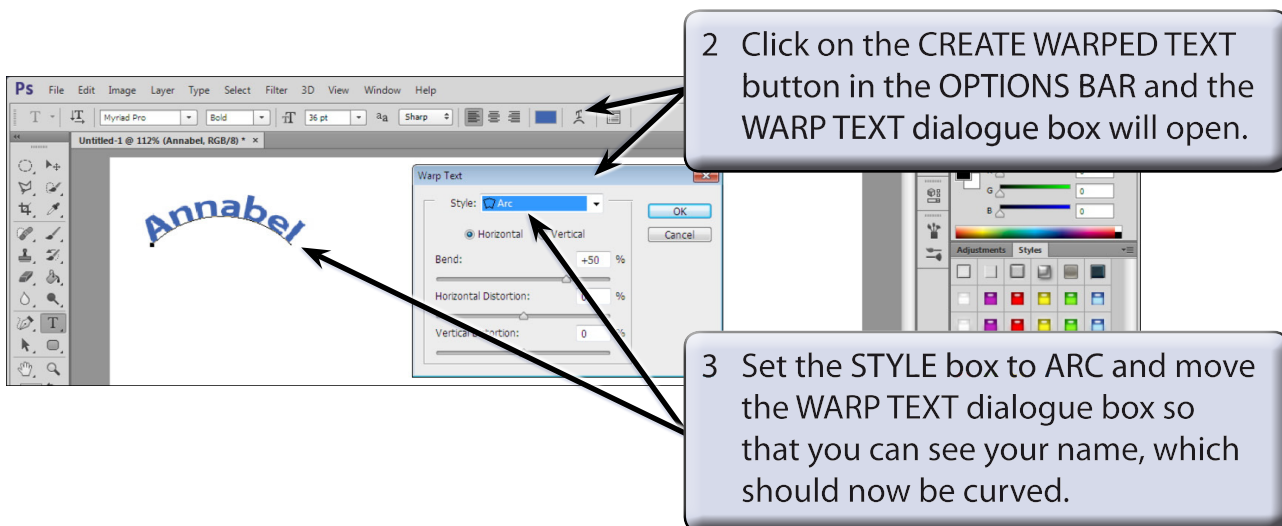 2 Click on the CREATE WARPED TEXT
button in the OPTIONS BAR and the
WARP TEXT dialogue box will open.
Ps File Edit Image Layer Type Select Filter 3D View Window Help
T Myriad Pro Bold 36 pt aa Sharp
Untitled-1 @ 112% (Annabel, RGB/8) * ×
Annabel
Warp Text
Style: Arc
OK
Horizontal Vertical
Cancel
Bend: +50 %
Horizontal Distortion: %
Vertical Distortion: 0 %
G 0
B 0
Adjustments Styles
T
3 Set the STYLE box to ARC and move
the WARP TEXT dialogue box so
that you can see your name, which
should now be curved.